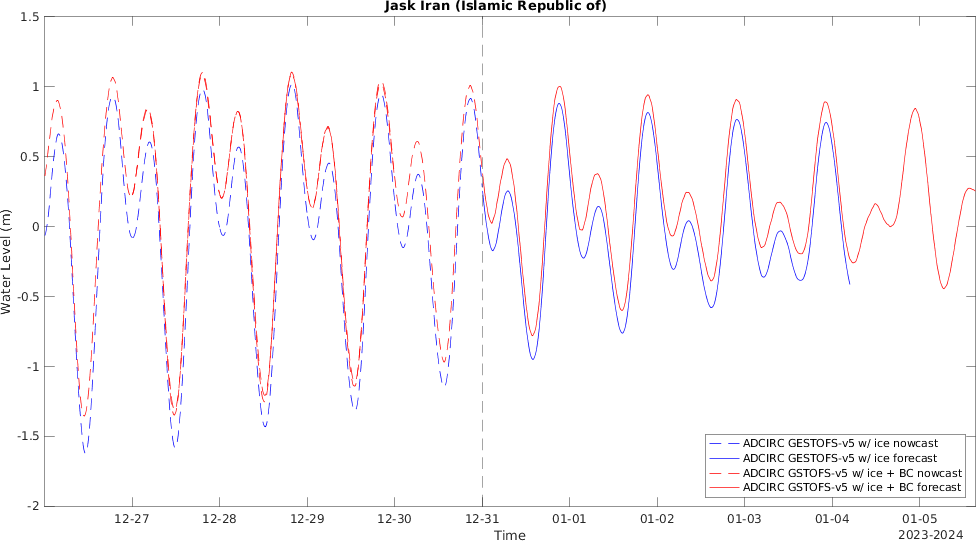 Jask Iran (Islamic Republic of)
1.5
1
0.5
0
-0.5
-1
-1.5
-2
Water Level (m)
12-27 12-28 12-29 12-30 12-31 01-01 01-02 01-03 01-04 01-05
Time
2023-2024
ADCIRC GESTOFS-v5 w/ ice nowcast
ADCIRC GESTOFS-v5 w/ ice forecast
ADCIRC GSTOFS-v5 w/ ice + BC nowcast
ADCIRC GSTOFS-v5 w/ ice + BC forecast